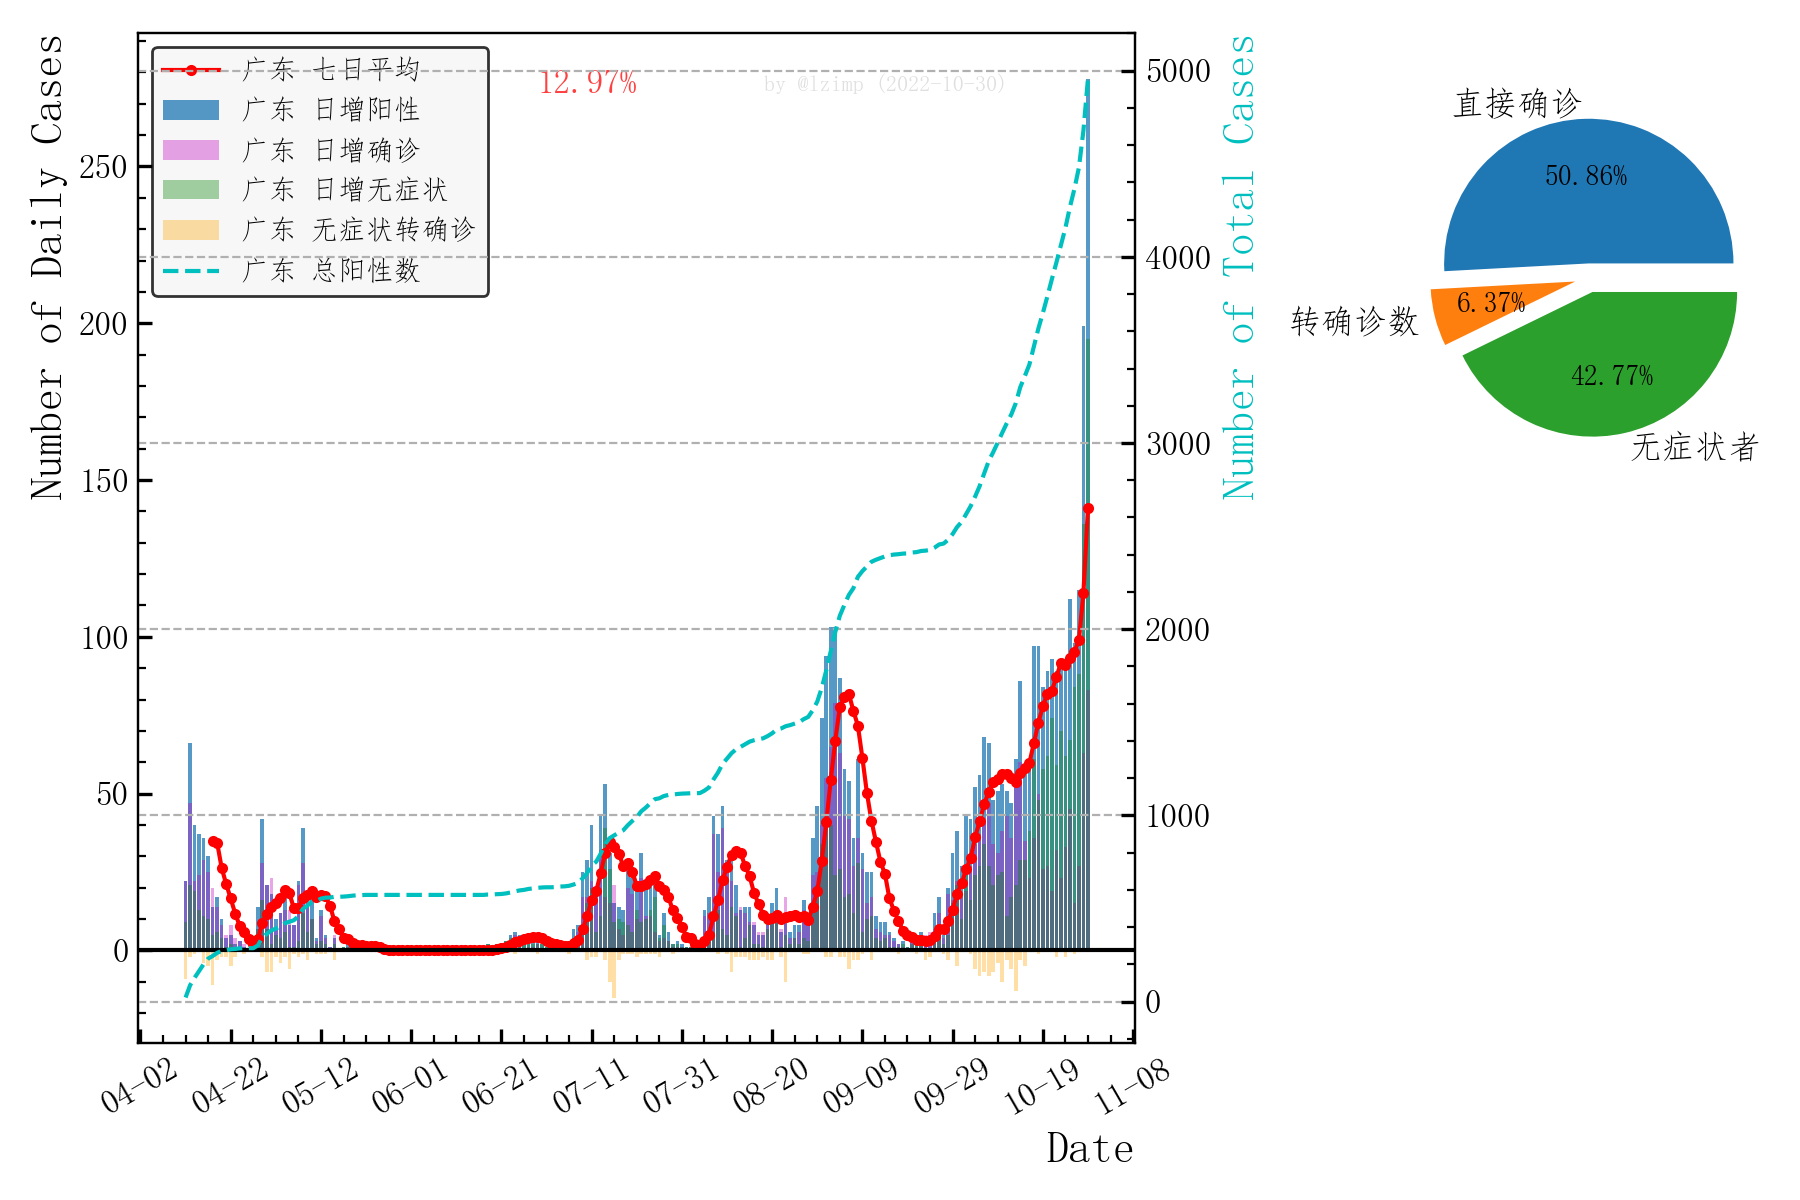 Number of Daily Cases
250
200
150
100
50
0
广东 七日平均
广东 日增阳性
广东 日增确诊
广东 日增无症状
广东 无症状转确诊
广东 总阳性数
12.97%
by @lzimp (2022-10-30)
5000
4000
3000
2000
1000
0
Number of Total Cases
04-02
04-22
05-12
06-01
06-21
07-11
07-31
08-20
09-09
09-29
10-19
11-08
Date
直接确诊
50.86%
转确诊数
6.37%
42.77%
无症状者